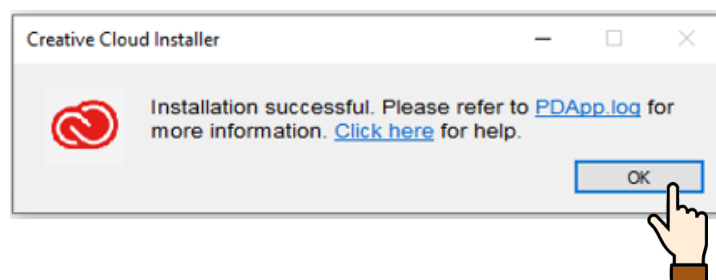 Creative Cloud Installer
Installation successful. Please refer to PDApp.log for
more information. Click here for help.
OK